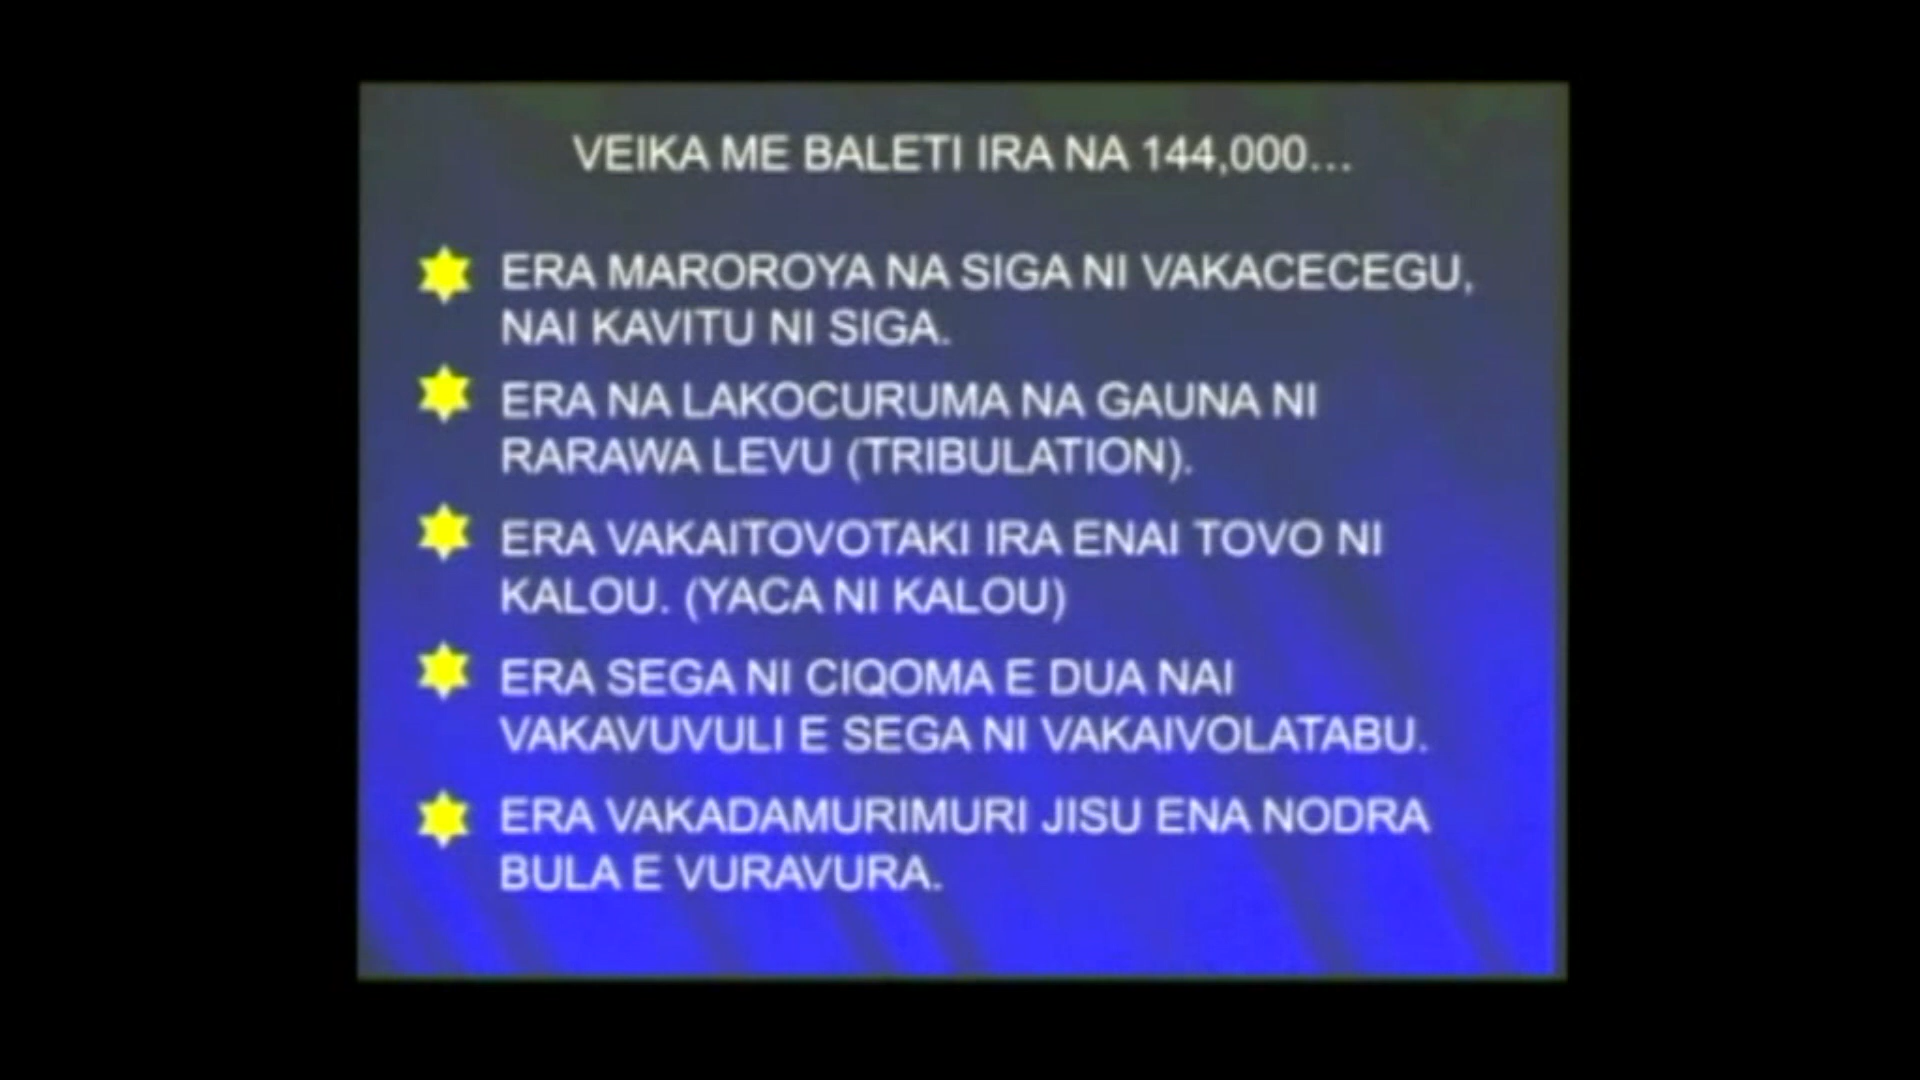 VEIKA ME BALETI IRA NA 144,000...
ERA MAROROYA NA SIGA NI VAKACECEGU,
NAI KAVITU NI SIGA.
ERA NA LAKOCURUMA NA GAUNA NI
RARAWA LEVU (TRIBULATION).
ERA VAKAITOVOTAKI IRA ENAI TOVO NI
KALOU. (YACA NI KALOU)
ERA SEGA NI CIQOMA E DUA NAI
VAKAVUVULI E SEGA NI VAKAIVOLATABU.
ERA VAKADAMURIMURI JISU ENA NODRA
BULA E VURAVURA.